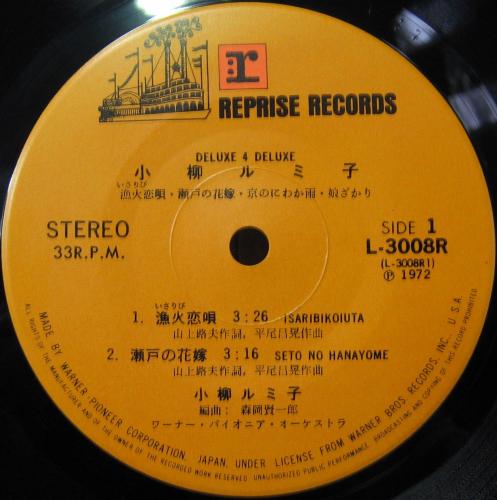 r
REPRISE RECORDS
DELUXE 4 DELUXE
小柳ルミ子
いさりび
漁火恋唄・瀬戸の花嫁・京のにわか雨・娘ざかり
STEREO
33R.P.M.
SIDE 1
L-3008R
(L-3008R1)
Ⓟ 1972
いさりび
1. 漁火恋唄 3:26 ISARIBIKOIUTA
山上路夫作詞, 平尾昌晃作曲
2. 瀬戸の花嫁 3:16 SETO NO HANAYOME
山上路夫作詞, 平尾昌晃作曲
小柳ルミ子
編曲: 森岡賢一郎
ワーナー・パイオニア・オーケストラ
MADE BY WARNER-PIONEER CORPORATION, JAPAN, UNDER LICENSE FROM WARNER BROS. RECORDS, INC., U.S.A.
ALL RIGHTS OF THE MANUFACTURER AND OF THE OWNER OF THE RECORDED WORK RESERVED. UNAUTHORIZED PUBLIC PERFORMANCE, BROADCASTING AND COPYING OF THIS RECORD PROHIBITED.